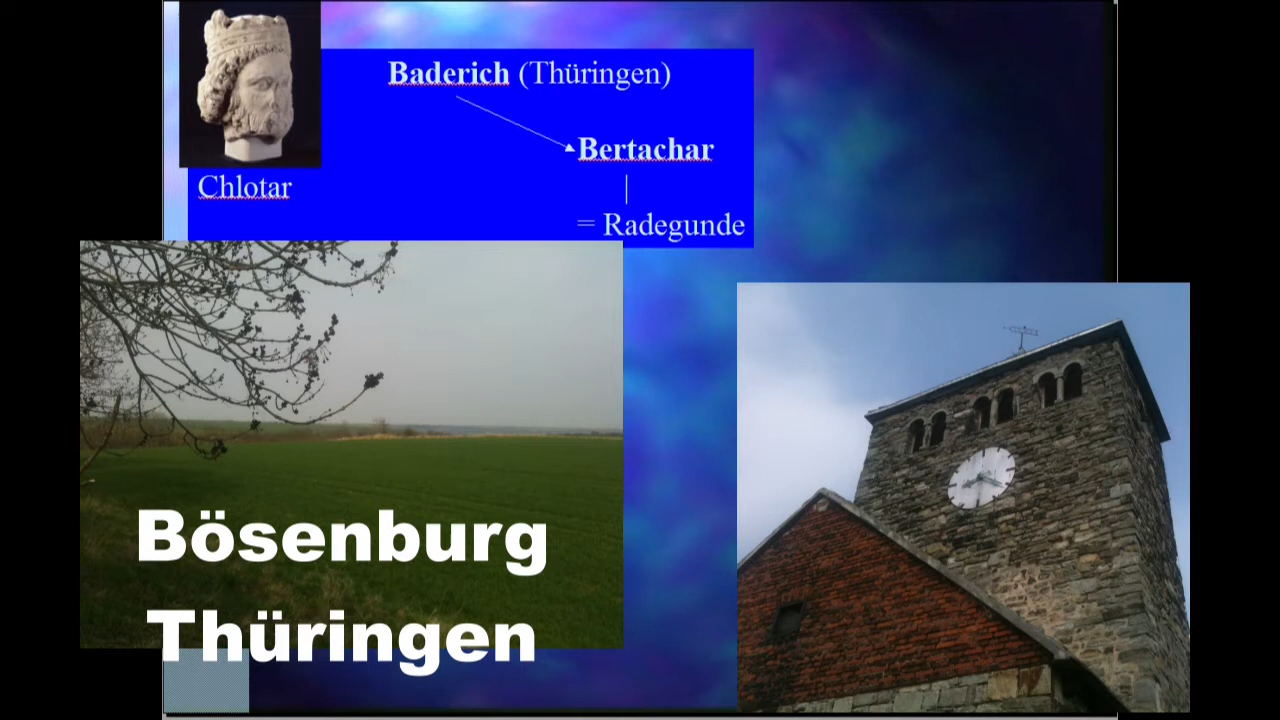 Baderich (Thüringen)
Bertachar
Chlotar
= Radegunde
Bösenburg
Thüringen